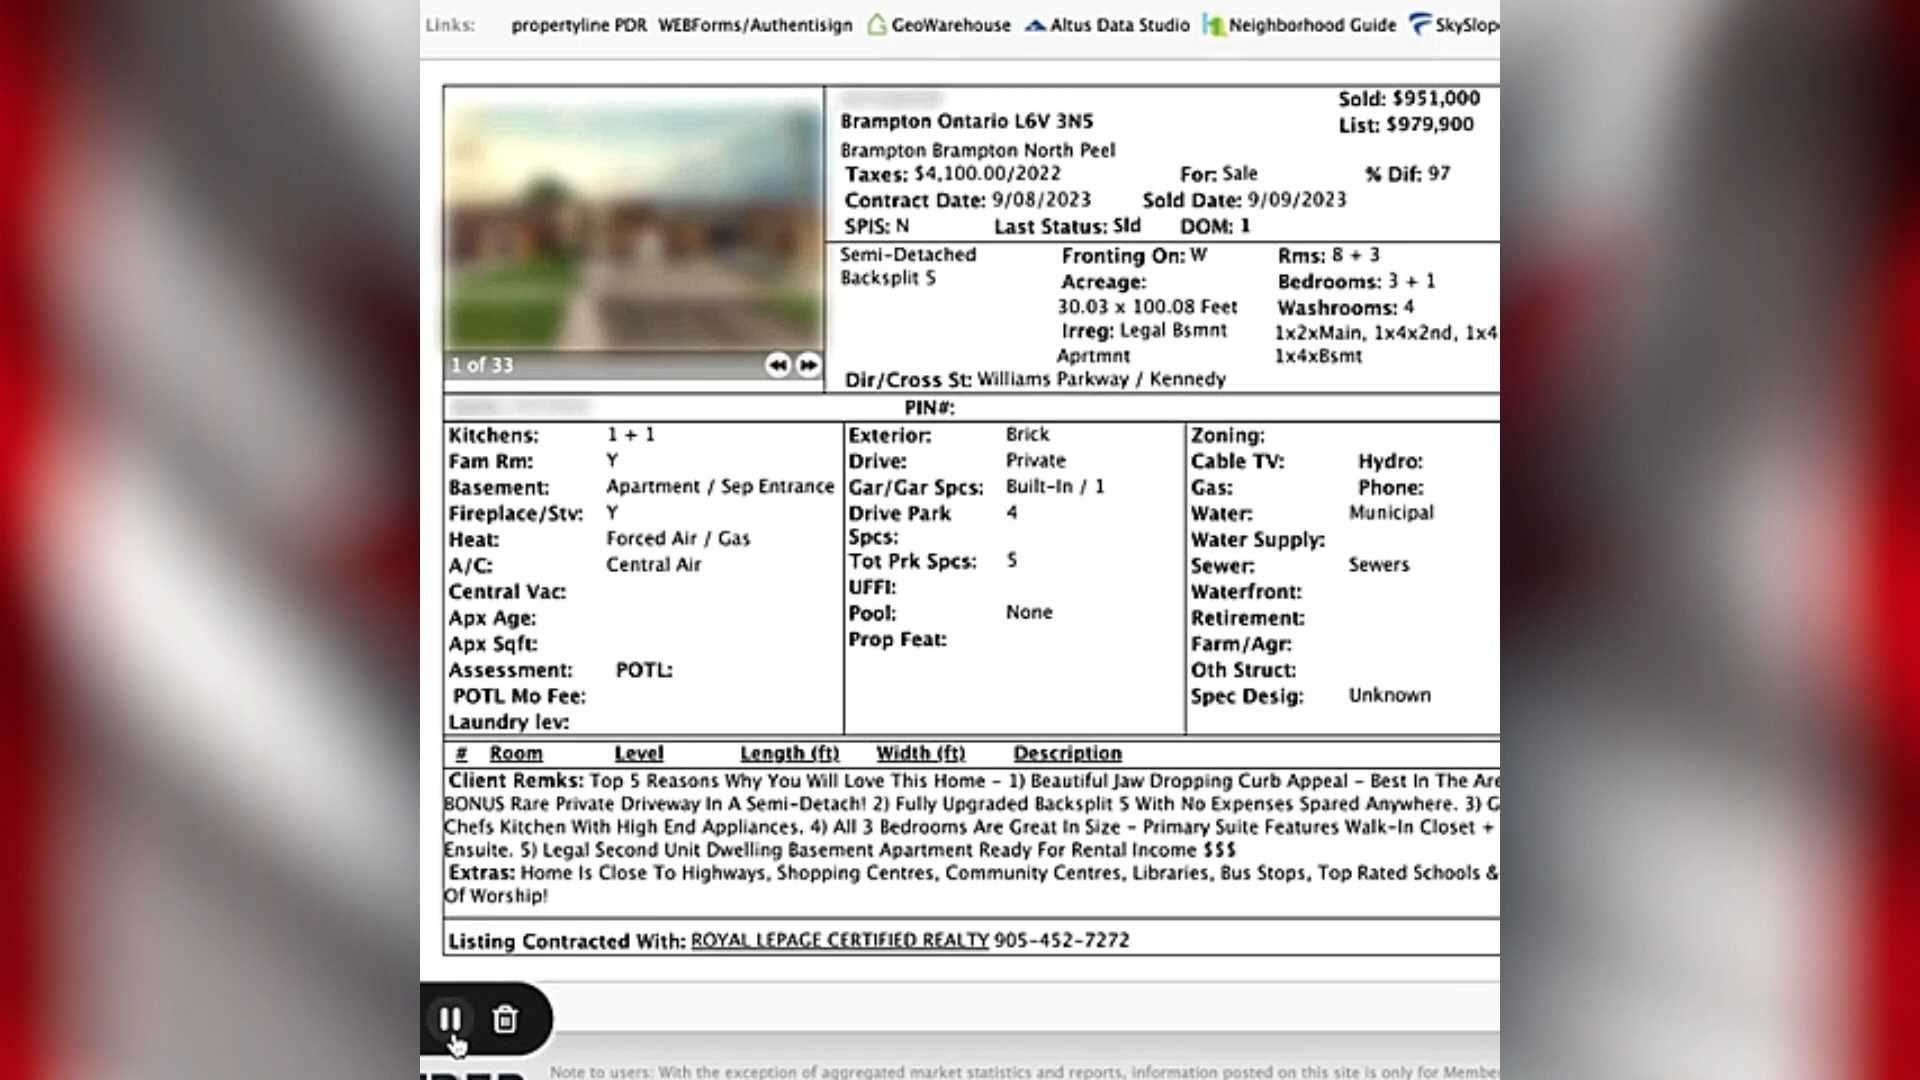 Links: propertyline PDR WEBForms/Authentisign GeoWarehouse Altus Data Studio Neighborhood Guide SkySlop
Sold: $951,000
Brampton Ontario L6V 3N5
List: $979,900
Brampton Brampton North Peel
Taxes: $4,100.00/2022 For: Sale % Dif: 97
Contract Date: 9/08/2023 Sold Date: 9/09/2023
SPIS: N Last Status: Sld DOM: 1
Semi-Detached Fronting On: W Rms: 8 + 3
Backsplit 5 Acreage: Bedrooms: 3 + 1
30.03 x 100.08 Feet Washrooms: 4
Irreg: Legal Bsmnt 1x2xMain, 1x4x2nd, 1x4
Aprtmnt 1x4xBsmt
1 of 33
Dir/Cross St: Williams Parkway / Kennedy
PIN#:
Kitchens: 1 + 1 Exterior: Brick Zoning:
Fam Rm: Y Drive: Private Cable TV: Hydro:
Basement: Apartment / Sep Entrance Gar/Gar Spcs: Built-In / 1 Gas: Phone:
Fireplace/Stv: Y Drive Park 4 Water: Municipal
Heat: Forced Air / Gas Spcs: Water Supply:
A/C: Central Air Tot Prk Spcs: 5 Sewer: Sewers
Central Vac: UFFI: Waterfront:
Apx Age: Pool: None Retirement:
Apx Sqft: Prop Feat: Farm/Agr:
Assessment: POTL: Oth Struct:
POTL Mo Fee: Spec Desig: Unknown
Laundry lev:
# Room Level Length (ft) Width (ft) Description
Client Remks: Top 5 Reasons Why You Will Love This Home - 1) Beautiful Jaw Dropping Curb Appeal - Best In The Are
BONUS Rare Private Driveway In A Semi-Detach! 2) Fully Upgraded Backsplit 5 With No Expenses Spared Anywhere. 3) G
Chefs Kitchen With High End Appliances. 4) All 3 Bedrooms Are Great In Size - Primary Suite Features Walk-In Closet +
Ensuite. 5) Legal Second Unit Dwelling Basement Apartment Ready For Rental Income $$$
Extras: Home Is Close To Highways, Shopping Centres, Community Centres, Libraries, Bus Stops, Top Rated Schools &
Of Worship!
Listing Contracted With: ROYAL LEPAGE CERTIFIED REALTY 905-452-7272
Note to users: With the exception of aggregated market statistics and reports, information posted on this site is only for Membe